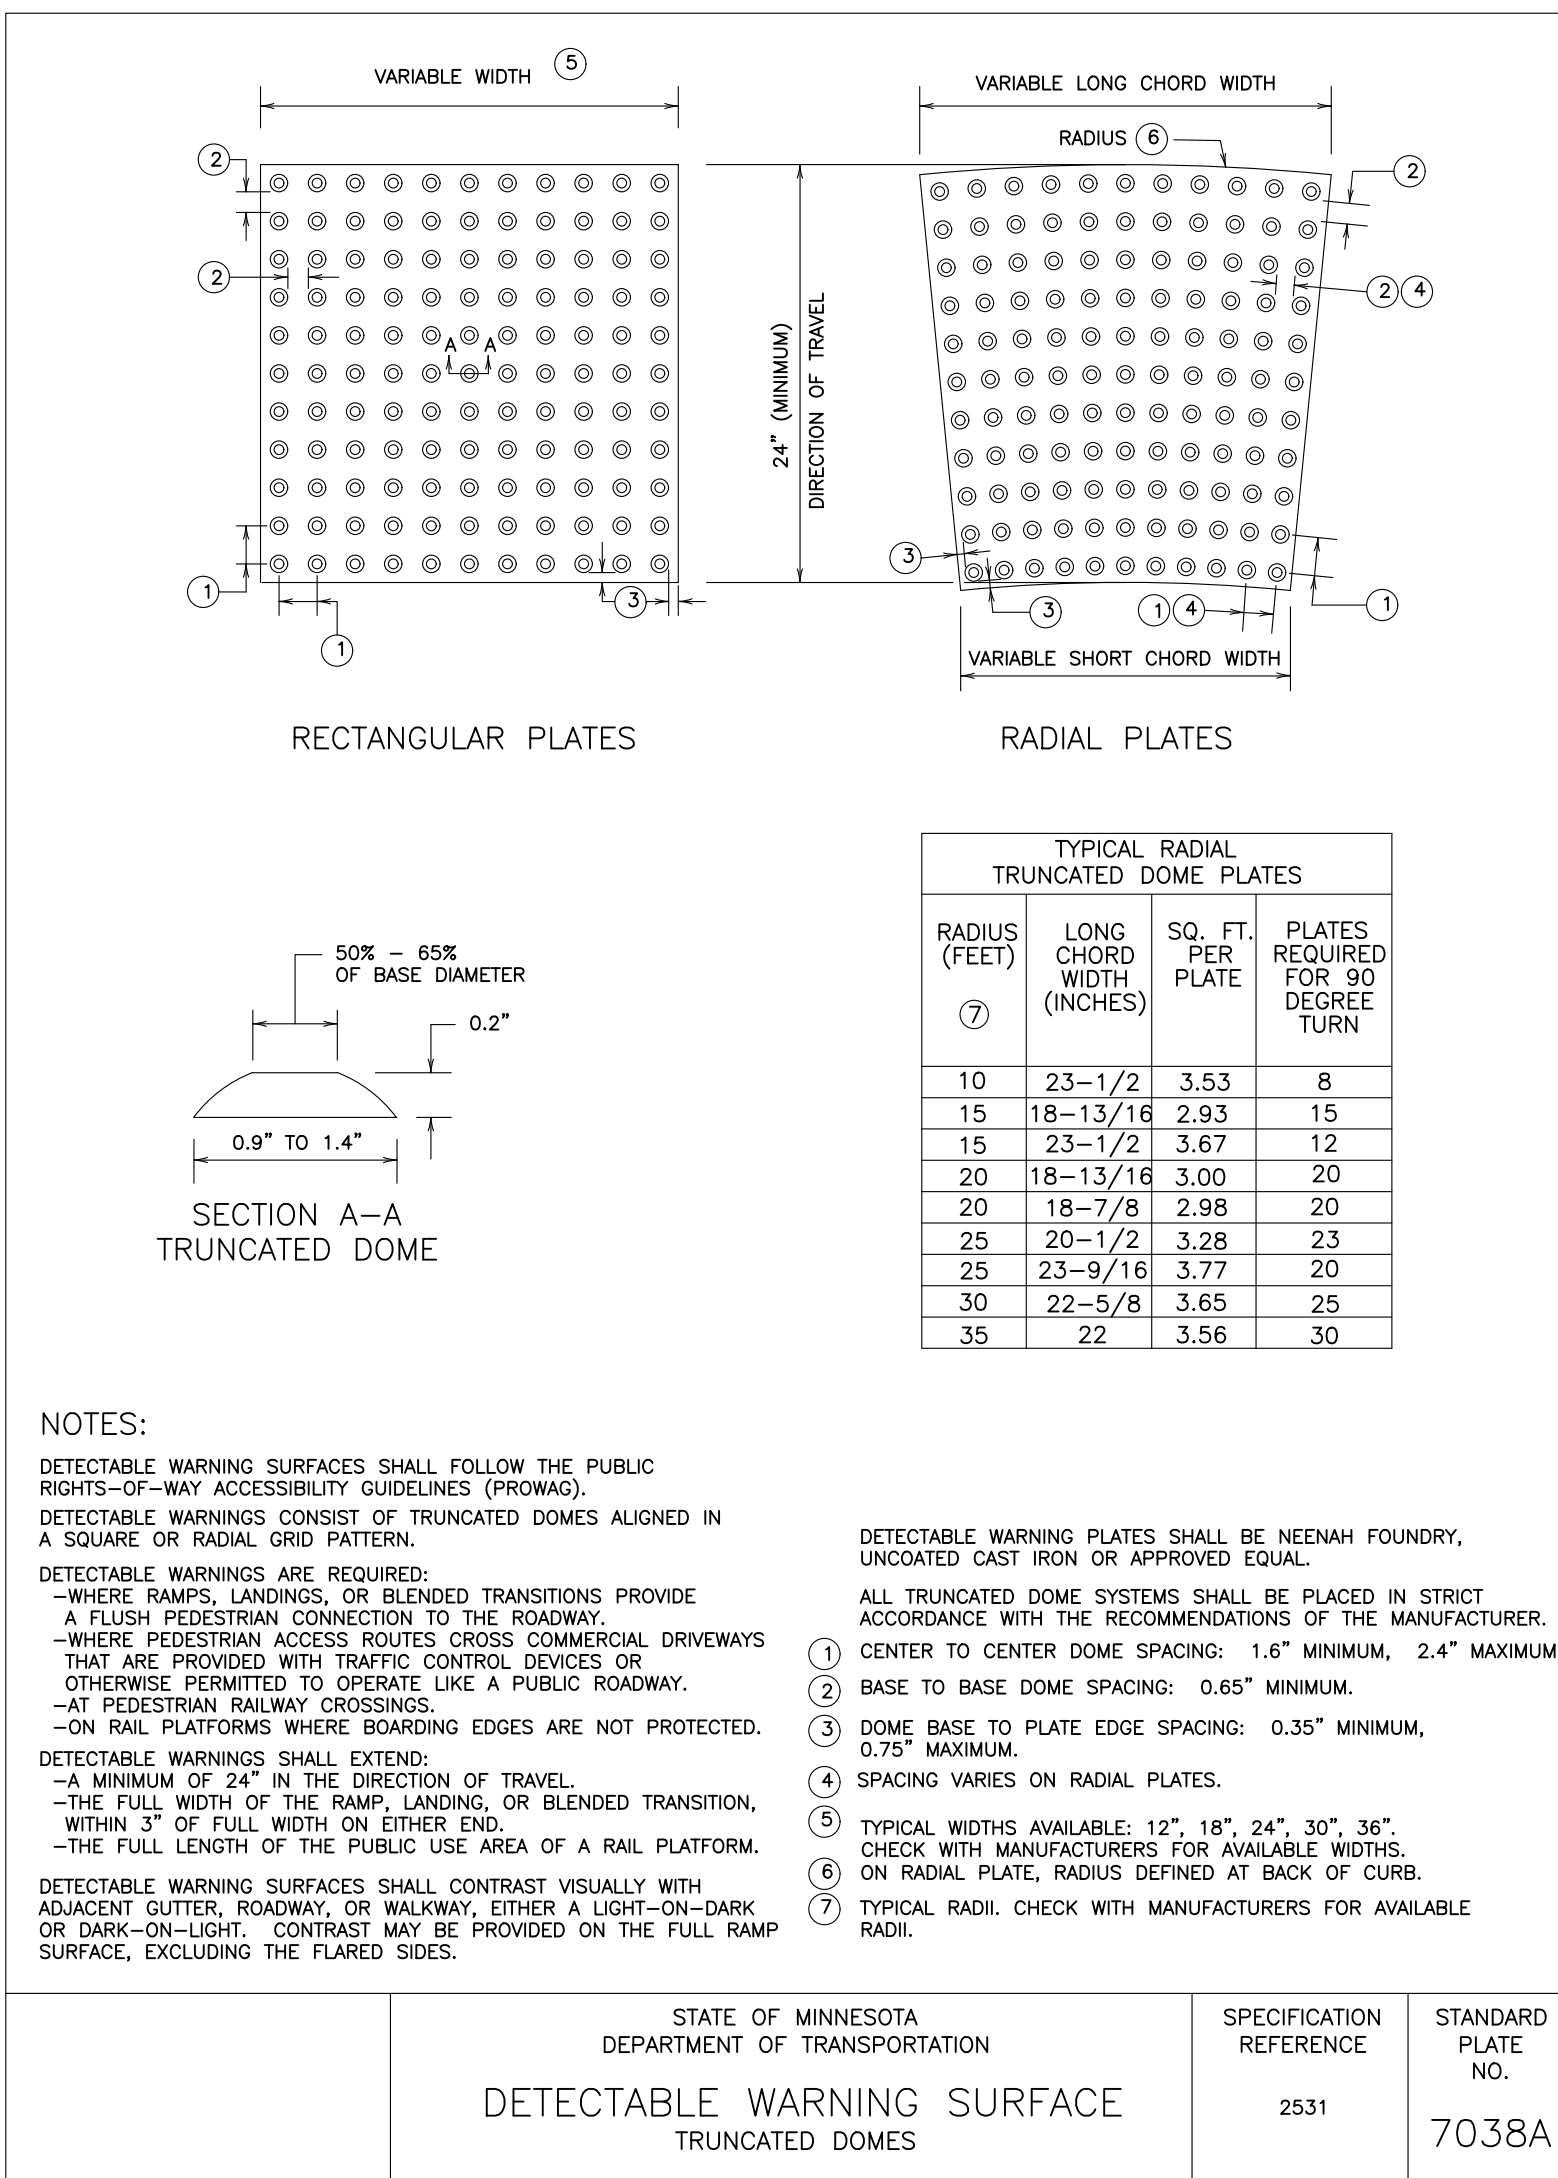 VARIABLE WIDTH 5
2
2
A A
1
1
3
24” (MINIMUM)
DIRECTION OF TRAVEL
RECTANGULAR PLATES
VARIABLE LONG CHORD WIDTH
RADIUS 6
2
2 4
3
3
1 4
1
VARIABLE SHORT CHORD WIDTH
RADIAL PLATES
50% – 65%
OF BASE DIAMETER
0.2”
0.9” TO 1.4”
SECTION A–A
TRUNCATED DOME
TYPICAL RADIAL
TRUNCATED DOME PLATES
RADIUS (FEET) 7 LONG CHORD WIDTH (INCHES) SQ. FT. PER PLATE PLATES REQUIRED FOR 90 DEGREE TURN
10 23–1/2 3.53 8
15 18–13/16 2.93 15
15 23–1/2 3.67 12
20 18–13/16 3.00 20
20 18–7/8 2.98 20
25 20–1/2 3.28 23
25 23–9/16 3.77 20
30 22–5/8 3.65 25
35 22 3.56 30
NOTES:
DETECTABLE WARNING SURFACES SHALL FOLLOW THE PUBLIC
RIGHTS–OF–WAY ACCESSIBILITY GUIDELINES (PROWAG).
DETECTABLE WARNINGS CONSIST OF TRUNCATED DOMES ALIGNED IN
A SQUARE OR RADIAL GRID PATTERN.
DETECTABLE WARNINGS ARE REQUIRED:
–WHERE RAMPS, LANDINGS, OR BLENDED TRANSITIONS PROVIDE
A FLUSH PEDESTRIAN CONNECTION TO THE ROADWAY.
–WHERE PEDESTRIAN ACCESS ROUTES CROSS COMMERCIAL DRIVEWAYS
THAT ARE PROVIDED WITH TRAFFIC CONTROL DEVICES OR
OTHERWISE PERMITTED TO OPERATE LIKE A PUBLIC ROADWAY.
–AT PEDESTRIAN RAILWAY CROSSINGS.
–ON RAIL PLATFORMS WHERE BOARDING EDGES ARE NOT PROTECTED.
DETECTABLE WARNINGS SHALL EXTEND:
–A MINIMUM OF 24” IN THE DIRECTION OF TRAVEL.
–THE FULL WIDTH OF THE RAMP, LANDING, OR BLENDED TRANSITION,
WITHIN 3” OF FULL WIDTH ON EITHER END.
–THE FULL LENGTH OF THE PUBLIC USE AREA OF A RAIL PLATFORM.
DETECTABLE WARNING SURFACES SHALL CONTRAST VISUALLY WITH
ADJACENT GUTTER, ROADWAY, OR WALKWAY, EITHER A LIGHT–ON–DARK
OR DARK–ON–LIGHT. CONTRAST MAY BE PROVIDED ON THE FULL RAMP
SURFACE, EXCLUDING THE FLARED SIDES.
DETECTABLE WARNING PLATES SHALL BE NEENAH FOUNDRY,
UNCOATED CAST IRON OR APPROVED EQUAL.
ALL TRUNCATED DOME SYSTEMS SHALL BE PLACED IN STRICT
ACCORDANCE WITH THE RECOMMENDATIONS OF THE MANUFACTURER.
1 CENTER TO CENTER DOME SPACING: 1.6” MINIMUM, 2.4” MAXIMUM
2 BASE TO BASE DOME SPACING: 0.65” MINIMUM.
3 DOME BASE TO PLATE EDGE SPACING: 0.35” MINIMUM,
0.75” MAXIMUM.
4 SPACING VARIES ON RADIAL PLATES.
5 TYPICAL WIDTHS AVAILABLE: 12”, 18”, 24”, 30”, 36”.
CHECK WITH MANUFACTURERS FOR AVAILABLE WIDTHS.
6 ON RADIAL PLATE, RADIUS DEFINED AT BACK OF CURB.
7 TYPICAL RADII. CHECK WITH MANUFACTURERS FOR AVAILABLE
RADII.
STATE OF MINNESOTA
DEPARTMENT OF TRANSPORTATION
DETECTABLE WARNING SURFACE
TRUNCATED DOMES
SPECIFICATION
REFERENCE
2531
STANDARD
PLATE
NO.
7038A